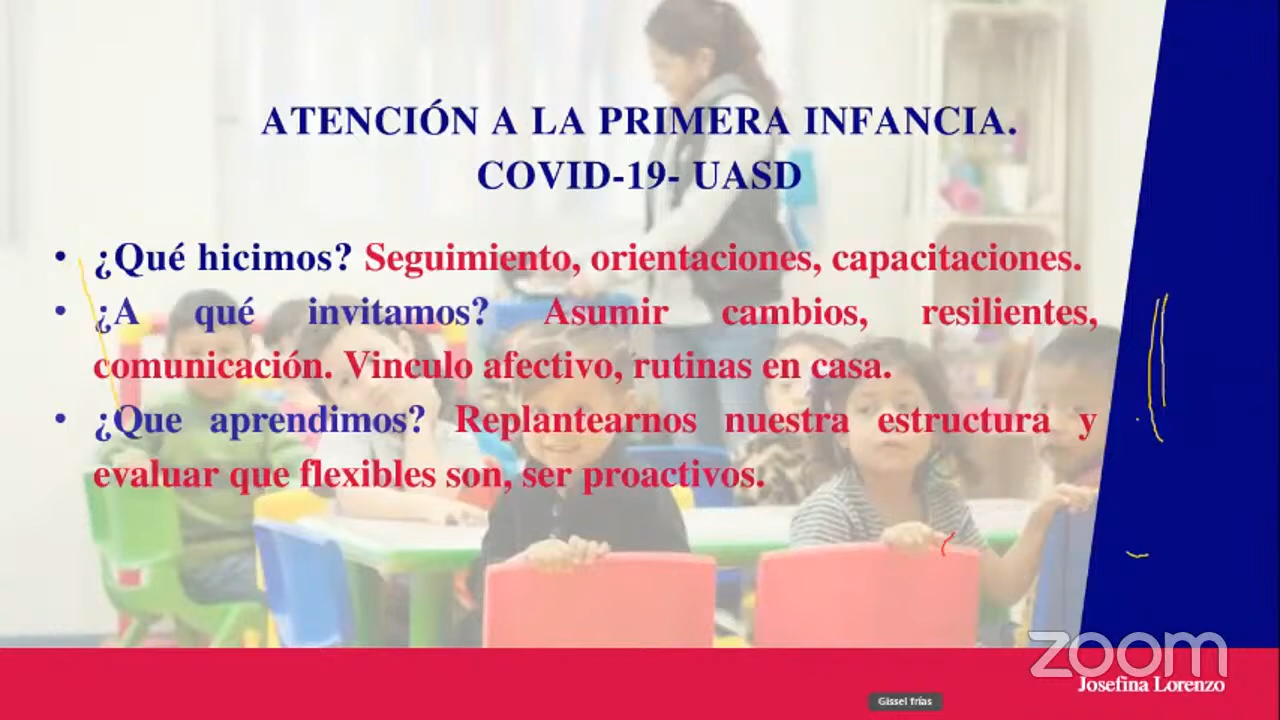 ATENCIÓN A LA PRIMERA INFANCIA.
COVID-19- UASD
• ¿Qué hicimos? Seguimiento, orientaciones, capacitaciones.
• ¿A qué invitamos? Asumir cambios, resilientes,
comunicación. Vinculo afectivo, rutinas en casa.
• ¿Que aprendimos? Replantearnos nuestra estructura y
evaluar que flexibles son, ser proactivos.
zoom
Josefina Lorenzo
Gissel frías